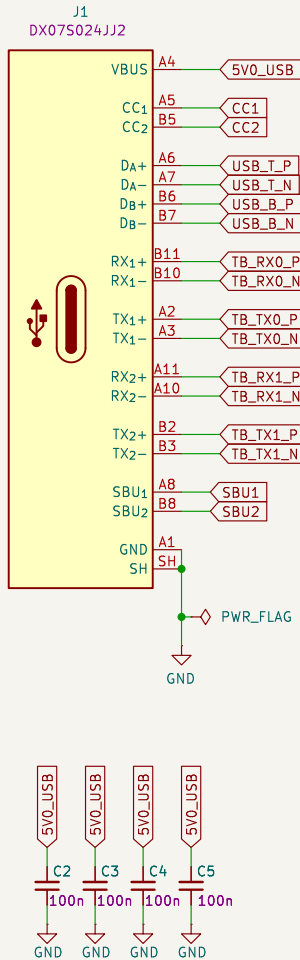 J1
DX07S024JJ2
VBUS A4 5V0_USB
CC1 A5 CC1
CC2 B5 CC2
DA+ A6 USB_T_P
DA− A7 USB_T_N
DB+ B6 USB_B_P
DB− B7 USB_B_N
RX1+ B11 TB_RX0_P
RX1− B10 TB_RX0_N
TX1+ A2 TB_TX0_P
TX1− A3 TB_TX0_N
RX2+ A11 TB_RX1_P
RX2− A10 TB_RX1_N
TX2+ B2 TB_TX1_P
TX2− B3 TB_TX1_N
SBU1 A8 SBU1
SBU2 B8 SBU2
GND A1
SH SH
PWR_FLAG
GND
5V0_USB 5V0_USB 5V0_USB 5V0_USB
C2 C3 C4 C5
100n 100n 100n 100n
GND GND GND GND